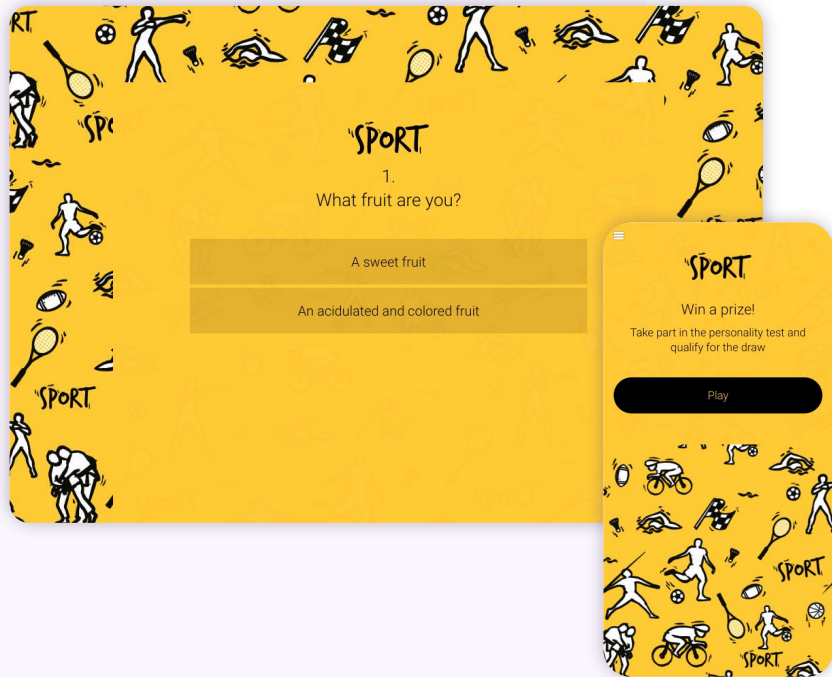 SPORT
1.
What fruit are you?
A sweet fruit
An acidulated and colored fruit
SPORT
SPORT
Win a prize!
Take part in the personality test and
qualify for the draw
Play
SPORT
SPORT